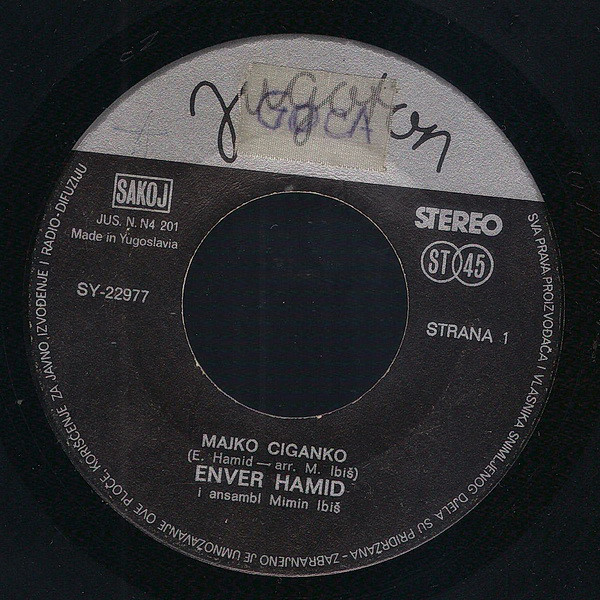 Jugoton
GOCA
SAKOJ
JUS. N. N4 201
Made in Yugoslavia
SY-22977
STEREO
ST 45
STRANA 1
MAJKO CIGANKO
(E. Hamid — arr. M. Ibiš)
ENVER HAMID
i ansambl Mimin Ibiš
SVA PRAVA PROIZVOĐAČA I VLASNIKA SNIMLJENOG DJELA SU PRIDRŽANA - ZABRANJENO JE UMNOŽAVANJE OVE PLOČE, KORIŠĆENJE ZA JAVNO IZVOĐENJE I RADIO-DIFUZIJU